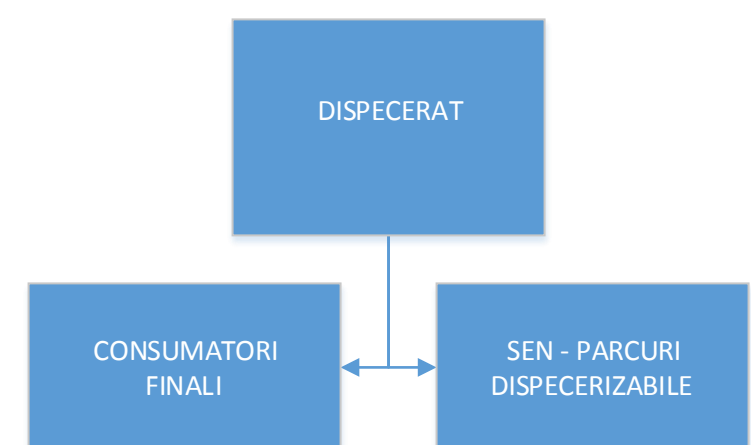 DISPECERAT
CONSUMATORI
FINALI
SEN - PARCURI
DISPECERIZABILE